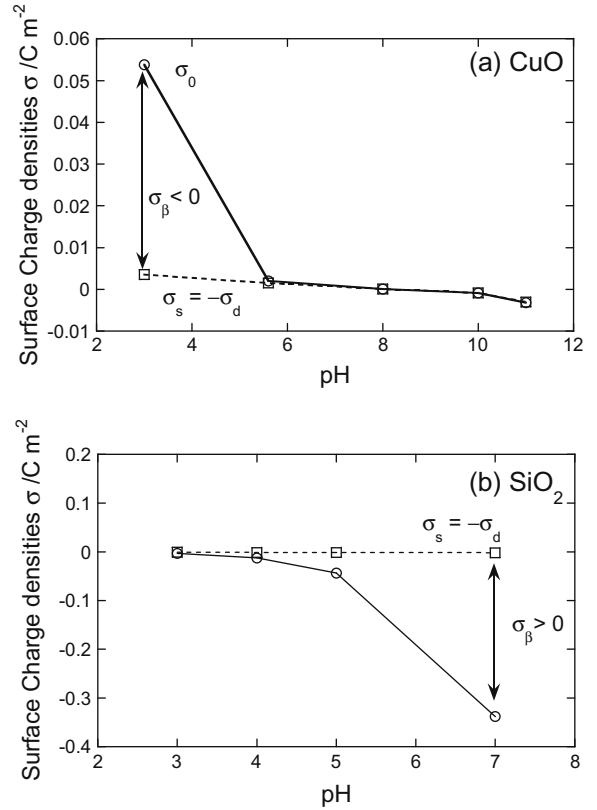 (a) CuO
Surface Charge densities σ /C m⁻²
0.06
0.05
0.04
0.03
0.02
0.01
0
-0.01
σ₀
σᵦ < 0
σₛ = −σ_d
2 4 6 8 10 12
pH
(b) SiO₂
Surface Charge densities σ /C m⁻²
0.2
0.1
0
-0.1
-0.2
-0.3
-0.4
σₛ = −σ_d
σᵦ > 0
2 3 4 5 6 7 8
pH